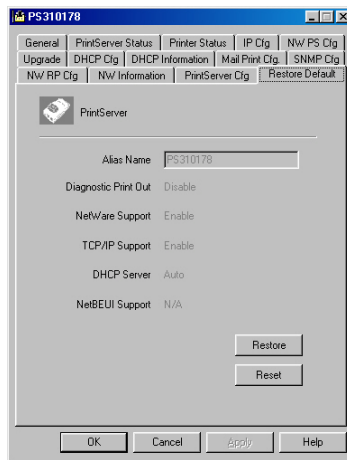 PS310178
General PrintServer Status Printer Status IP Cfg NW PS Cfg
Upgrade DHCP Cfg DHCP Information Mail Print Cfg. SNMP Cfg
NW RP Cfg NW Information PrintServer Cfg Restore Default
PrintServer
Alias Name PS310178
Diagnostic Print Out Disable
NetWare Support Enable
TCP/IP Support Enable
DHCP Server Auto
NetBEUI Support N/A
Restore
Reset
OK Cancel Apply Help